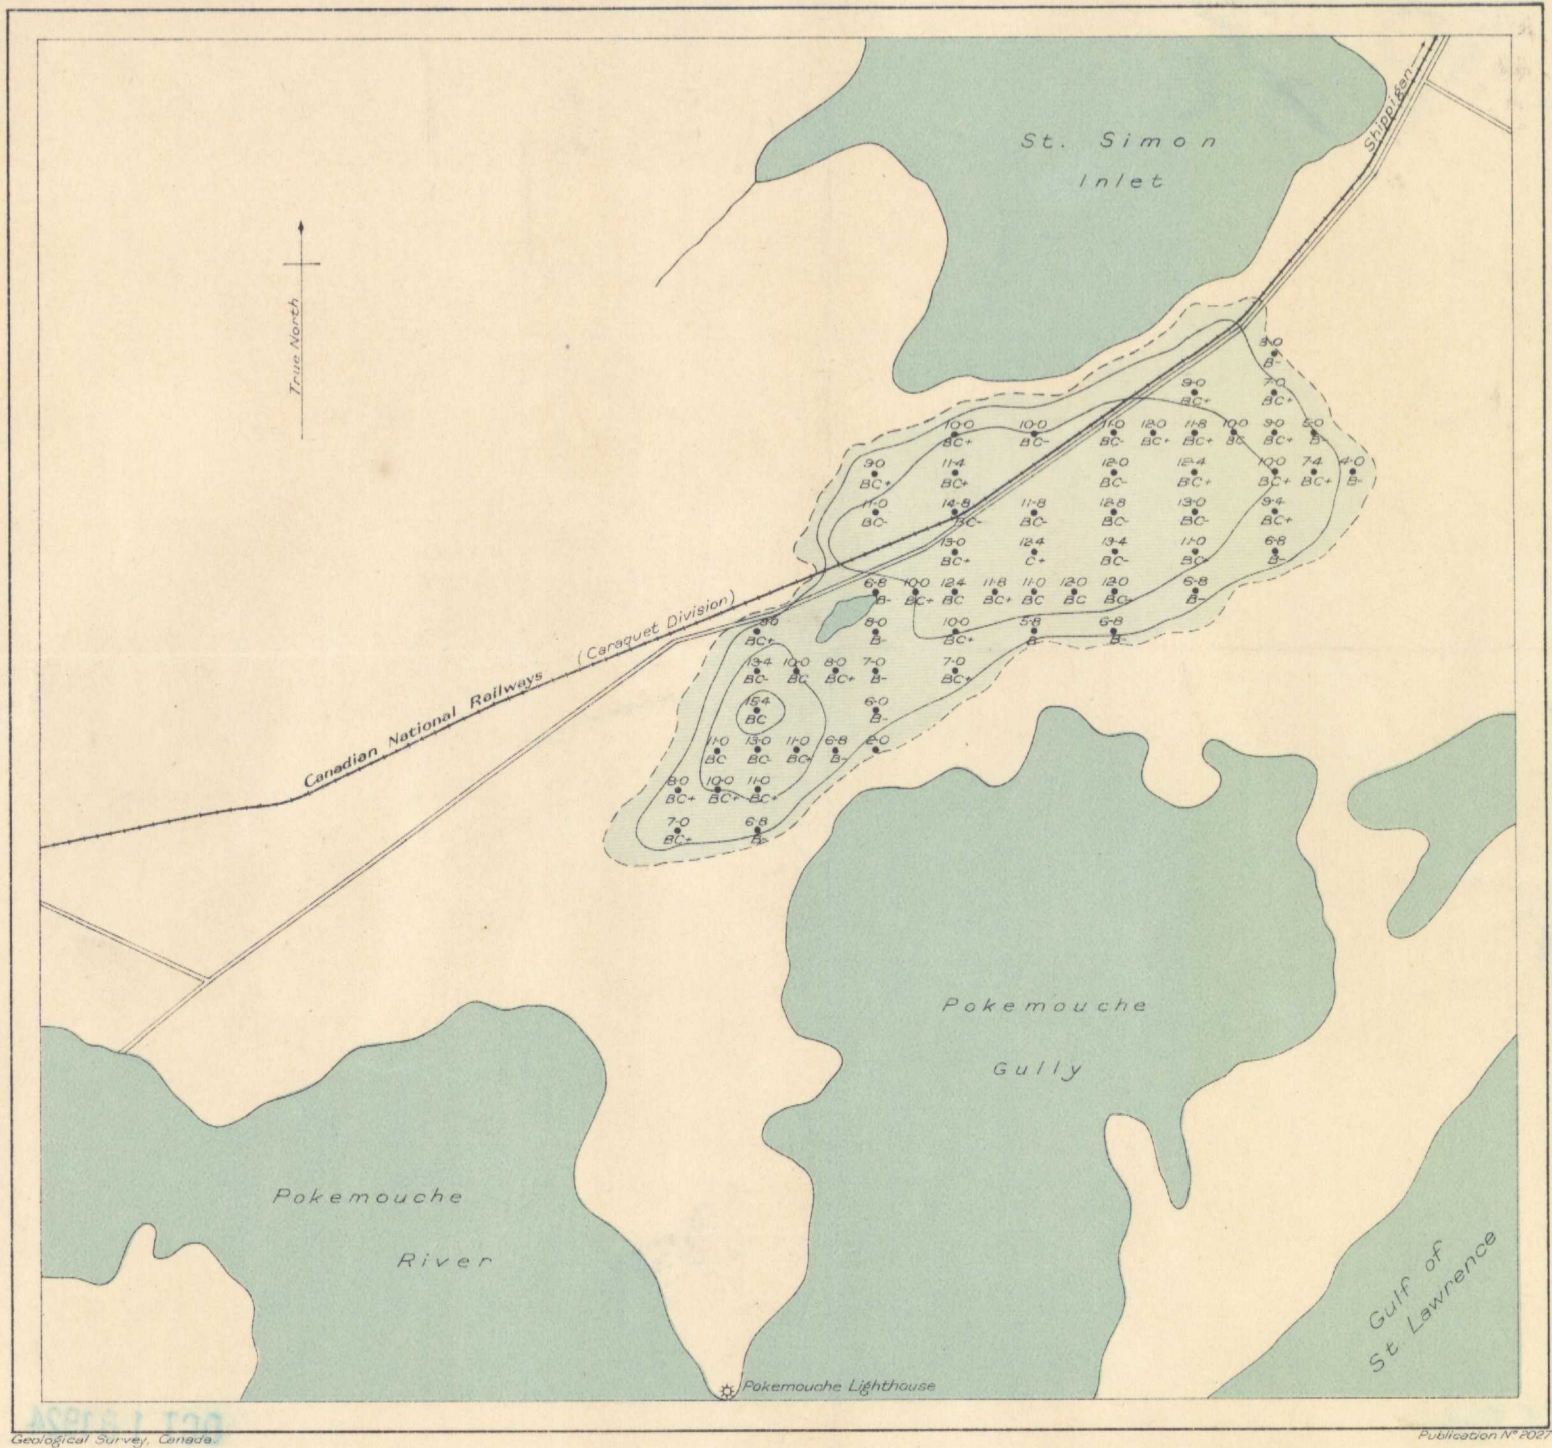 St. Simon
Inlet
Shippigan
True North
3·0
B-
9·0 7·0
BC+ BC+
10·0 10·0 11·0 12·0 11·8 10·0 9·0 5·0
BC+ BC- BC- BC+ BC+ BC BC+ B-
9·0 11·4 12·0 12·4 10·0 7·4 4·0
BC+ BC+ BC- BC+ BC+ BC+ B-
11·0 14·8 11·8 12·8 13·0 9·4
BC- BC- BC- BC- BC- BC+
13·0 12·4 13·4 11·0 6·8
BC+ C+ BC- BC B-
6·8 10·0 12·4 11·8 11·0 12·0 12·0 6·8
B- BC+ BC BC+ BC BC BC B-
9·0 8·0 10·0 5·8 6·8
BC+ B- BC+ B- B-
13·4 10·0 8·0 7·0 7·0
BC- BC BC+ B- BC+
15·4 6·0
BC B-
11·0 13·0 11·0 6·8 2·0
BC BC BC+ B-
8·0 10·0 11·0
BC+ BC+ BC+
7·0 6·8
BC+ B-
Canadian National Railways (Caraquet Division)
Pokemouche
Gully
Pokemouche
River
Gulf of
St Lawrence
Pokemouche Lighthouse
Geological Survey, Canada.
Publication Nº 2027